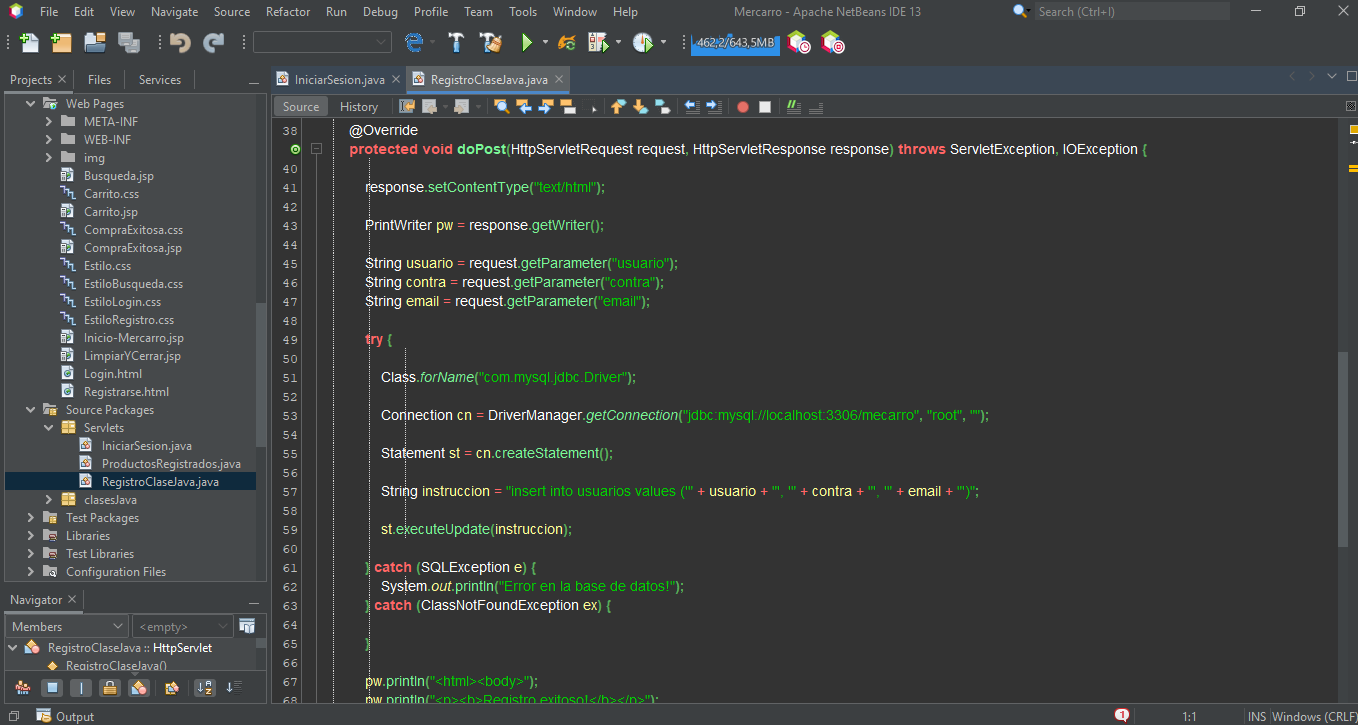 File Edit View Navigate Source Refactor Run Debug Profile Team Tools Window Help Mercarro - Apache NetBeans IDE 13 Search (Ctrl+I)
462,2/643,5MB
Projects Files Services
IniciarSesion.java RegistroClaseJava.java
Source History
Web Pages
META-INF
WEB-INF
img
Busqueda.jsp
Carrito.css
Carrito.jsp
CompraExitosa.css
CompraExitosa.jsp
Estilo.css
EstiloBusqueda.css
EstiloLogin.css
EstiloRegistro.css
Inicio-Mercarro.jsp
LimpiarYCerrar.jsp
Login.html
Registrarse.html
Source Packages
Servlets
IniciarSesion.java
ProductosRegistrados.java
RegistroClaseJava.java
clasesJava
Test Packages
Libraries
Test Libraries
Configuration Files
Navigator
Members <empty>
RegistroClaseJava :: HttpServlet
RegistroClaseJava()
38 @Override
protected void doPost(HttpServletRequest request, HttpServletResponse response) throws ServletException, IOException {
40
41 response.setContentType("text/html");
42
43 PrintWriter pw = response.getWriter();
44
45 String usuario = request.getParameter("usuario");
46 String contra = request.getParameter("contra");
47 String email = request.getParameter("email");
48
49 try {
50
51 Class.forName("com.mysql.jdbc.Driver");
52
53 Connection cn = DriverManager.getConnection("jdbc:mysql://localhost:3306/mecarro", "root", "");
54
55 Statement st = cn.createStatement();
56
57 String instruccion = "insert into usuarios values ('" + usuario + "', '" + contra + "', '" + email + "')";
58
59 st.executeUpdate(instruccion);
60
61 } catch (SQLException e) {
62 System.out.println("Error en la base de datos!");
63 } catch (ClassNotFoundException ex) {
64
65 }
66
67 pw.println("<html><body>");
68 pw.println("<p><b>Registro exitoso!</b></p>");
Output
1 1:1 INS Windows (CRLF)